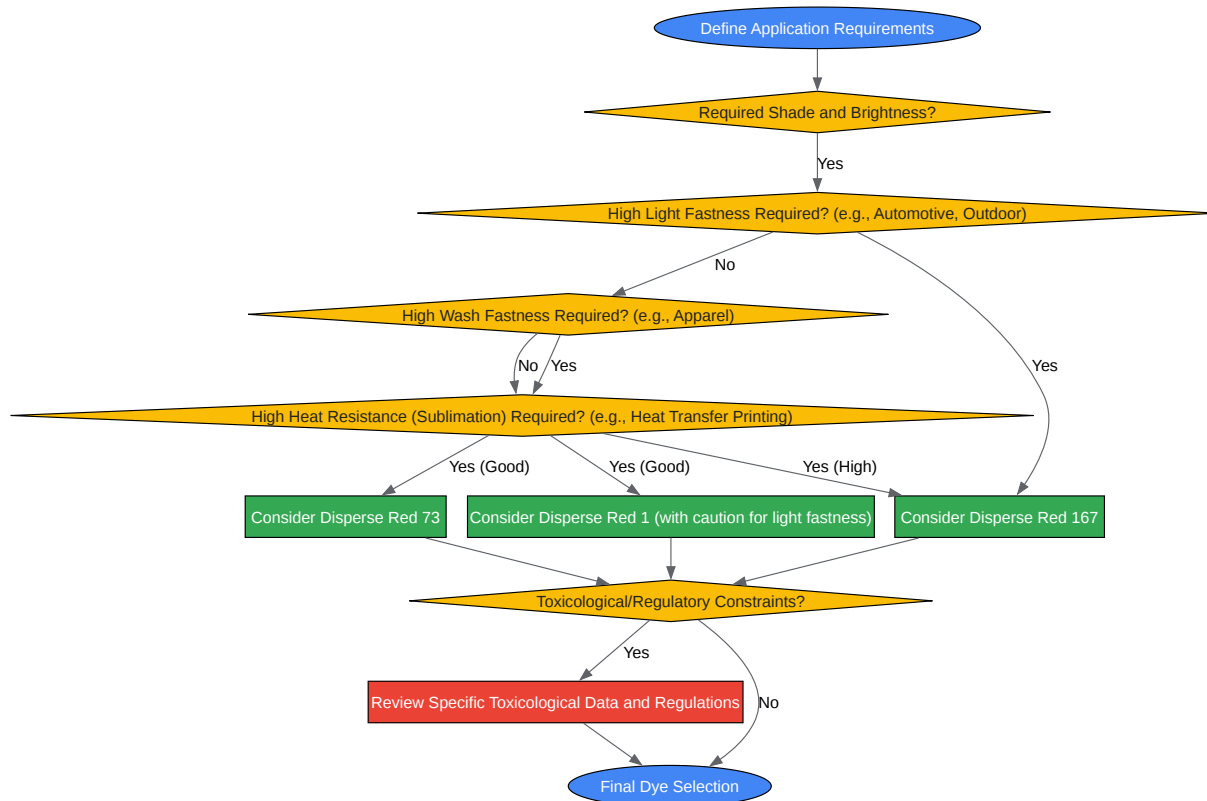 Define Application Requirements
Required Shade and Brightness?
Yes
High Light Fastness Required? (e.g., Automotive, Outdoor)
No
High Wash Fastness Required? (e.g., Apparel)
Yes
No
Yes
High Heat Resistance (Sublimation) Required? (e.g., Heat Transfer Printing)
Yes (Good)
Yes (Good)
Yes (High)
Consider Disperse Red 73
Consider Disperse Red 1 (with caution for light fastness)
Consider Disperse Red 167
Toxicological/Regulatory Constraints?
Yes
Review Specific Toxicological Data and Regulations
No
Final Dye Selection